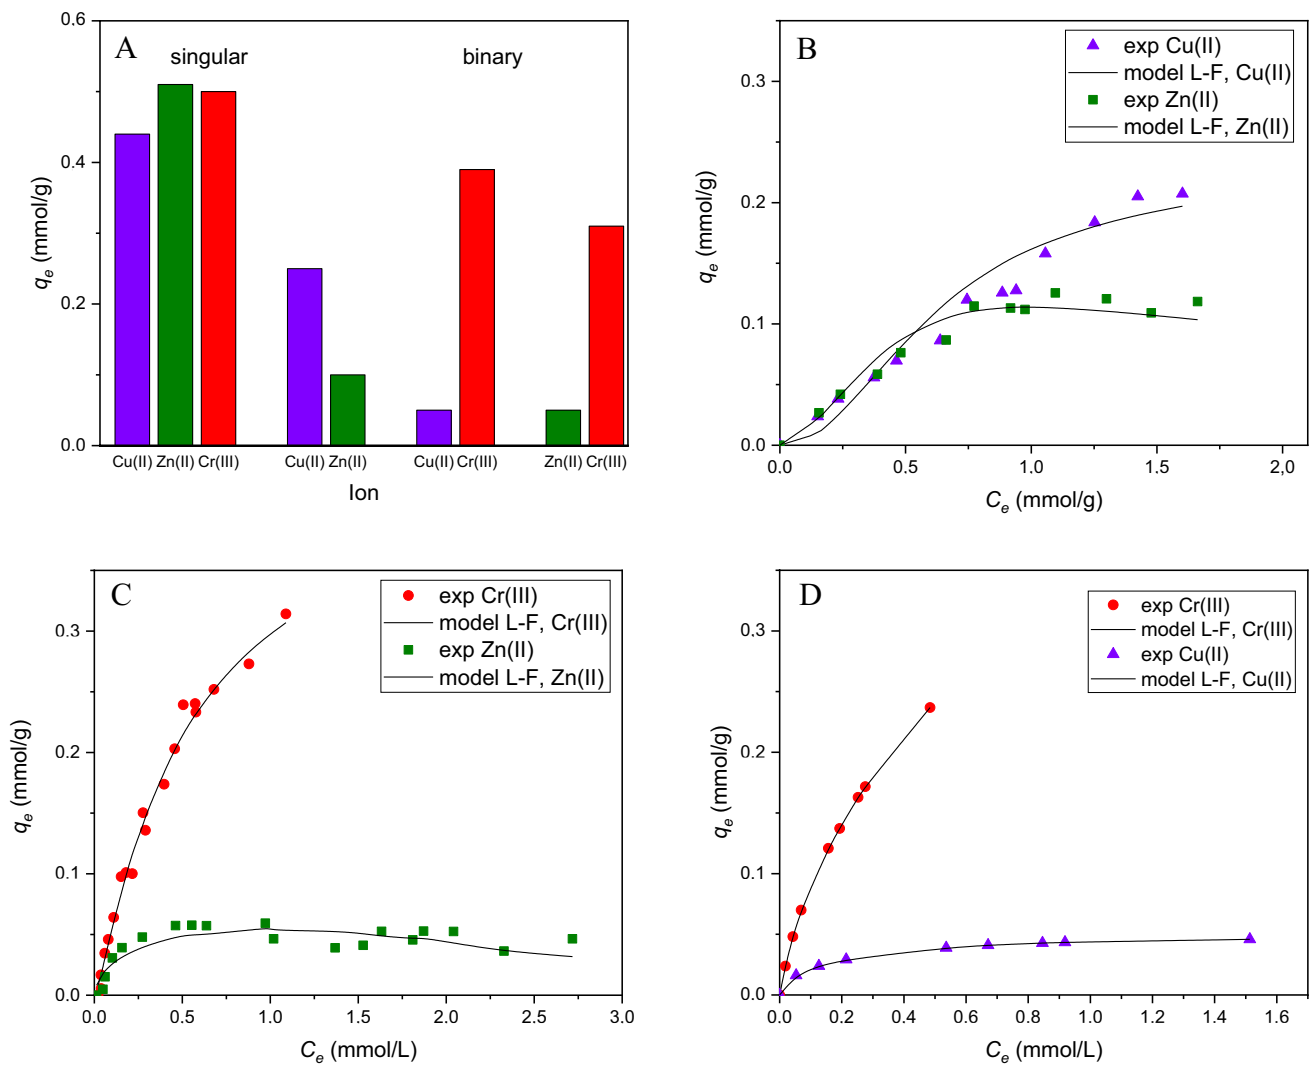 A
singular
binary
0.6
0.4
0.2
0.0
qe (mmol/g)
Cu(II) Zn(II) Cr(III)
Cu(II) Zn(II)
Cu(II) Cr(III)
Zn(II) Cr(III)
Ion
B
exp Cu(II)
model L-F, Cu(II)
exp Zn(II)
model L-F, Zn(II)
0.3
0.2
0.1
0.0
qe (mmol/g)
0.0 0.5 1.0 1.5 2,0
Ce (mmol/g)
C
exp Cr(III)
model L-F, Cr(III)
exp Zn(II)
model L-F, Zn(II)
0.3
0.2
0.1
0.0
qe (mmol/g)
0.0 0.5 1.0 1.5 2.0 2.5 3.0
Ce (mmol/L)
D
exp Cr(III)
model L-F, Cr(III)
exp Cu(II)
model L-F, Cu(II)
0.3
0.2
0.1
0.0
qe (mmol/g)
0.0 0.2 0.4 0.6 0.8 1.0 1.2 1.4 1.6
Ce (mmol/L)